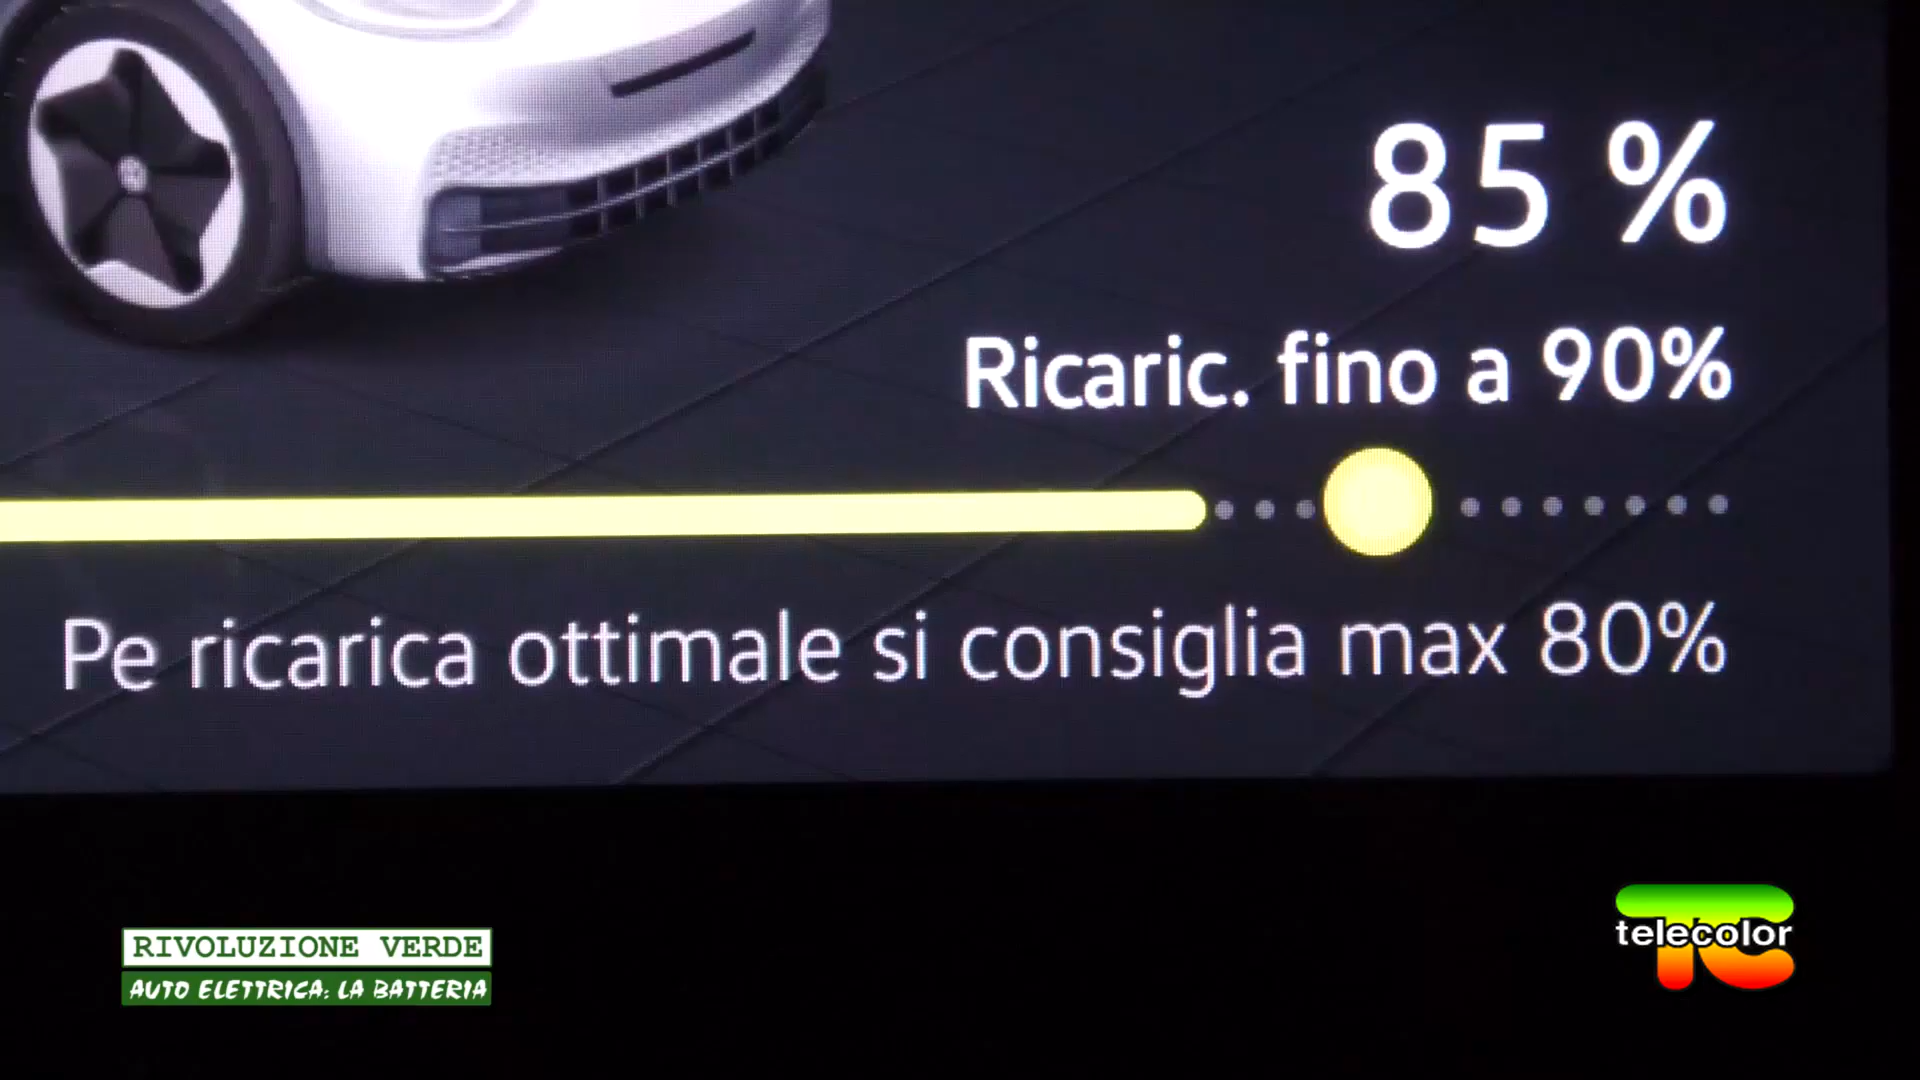 85 %
Ricaric. fino a 90%
Pe ricarica ottimale si consiglia max 80%
RIVOLUZIONE VERDE
AUTO ELETTRICA: LA BATTERIA
telecolor